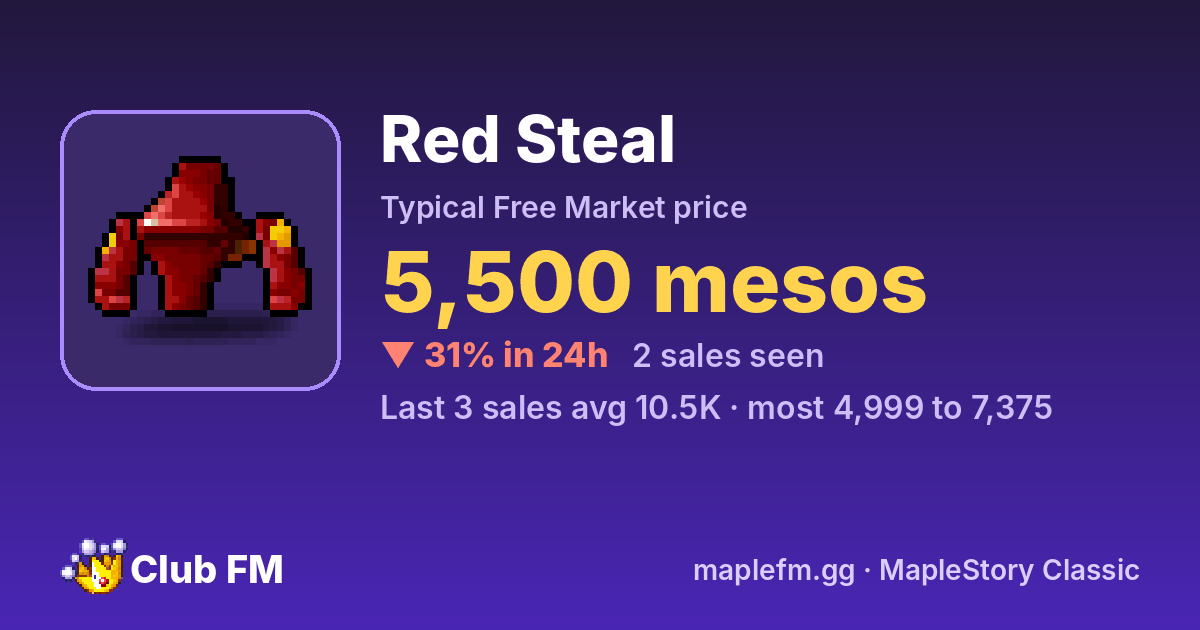 Red Steal
Typical Free Market price
5,500 mesos
▼ 31% in 24h 2 sales seen
Last 3 sales avg 10.5K · most 4,999 to 7,375
Club FM
maplefm.gg · MapleStory Classic